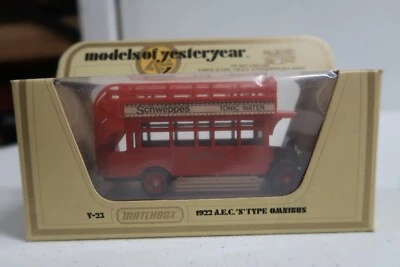 models of yesteryear
Schweppes TONIC WATER
Y-23 MATCHBOX 1922 A.E.C. 'S' TYPE OMNIBUS